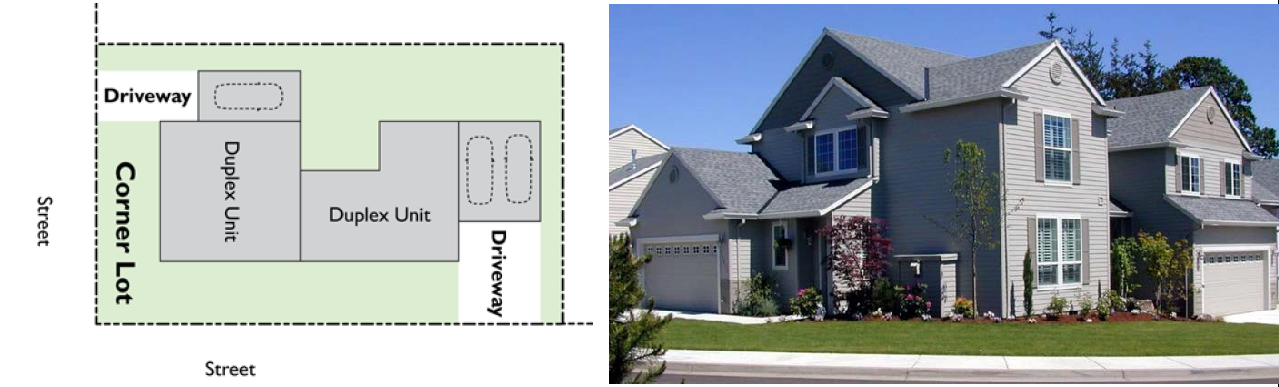 Driveway
Duplex Unit
Duplex Unit
Corner Lot
Driveway
Street
Street